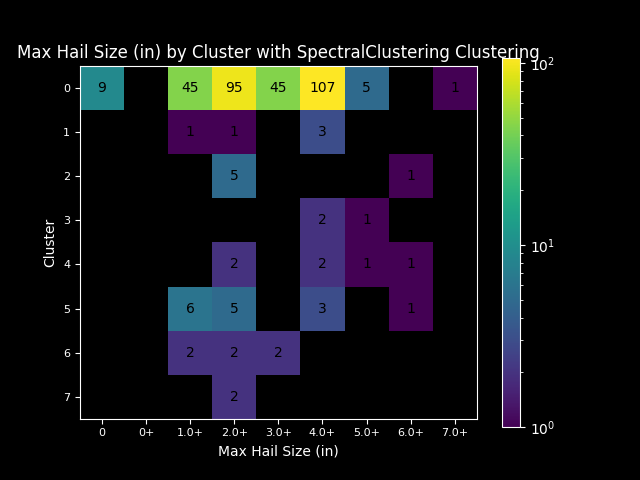 Max Hail Size (in) by Cluster with SpectralClustering Clustering
0 9 45 95 45 107 5 1
1 1 1 3
2 5 1
3 2 1
4 2 2 1 1
5 6 5 3 1
6 2 2 2
7 2
0 0+ 1.0+ 2.0+ 3.0+ 4.0+ 5.0+ 6.0+ 7.0+
Max Hail Size (in)
Cluster
10²
10¹
10⁰